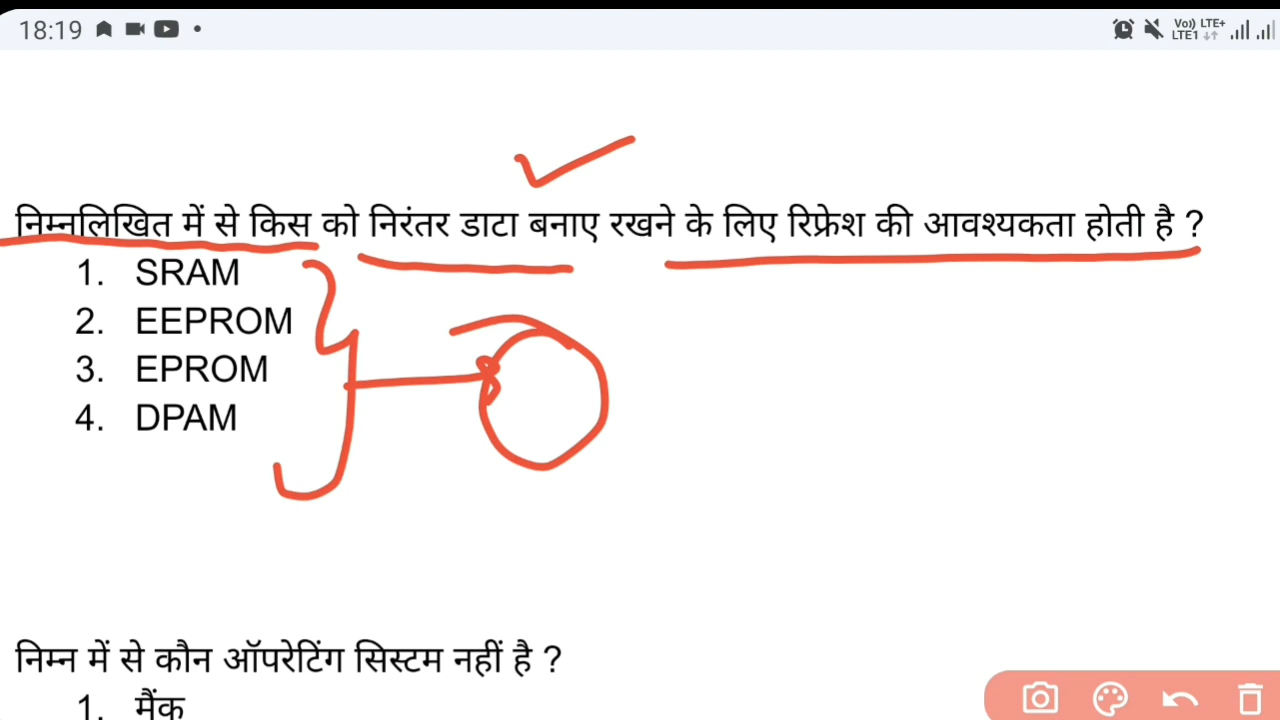 18:19
Vo)) LTE+
LTE1
निम्नलिखित में से किस को निरंतर डाटा बनाए रखने के लिए रिफ्रेश की आवश्यकता होती है ?
1. SRAM
2. EEPROM
3. EPROM
4. DPAM
निम्न में से कौन ऑपरेटिंग सिस्टम नहीं है ?
1. मैंक